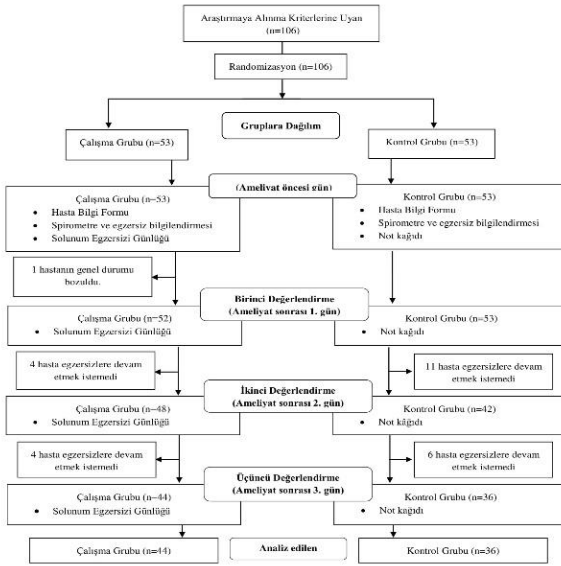 Araştırmaya Alınma Kriterlerine Uyan
(n=106)
Randomizasyon (n=106)
Gruplara Dağılım
Çalışma Grubu (n=53)
Kontrol Grubu (n=53)
(Ameliyat öncesi gün)
Çalışma Grubu (n=53)
• Hasta Bilgi Formu
• Spirometre ve egzersiz bilgilendirmesi
• Solunum Egzersizi Günlüğü
Kontrol Grubu (n=53)
• Hasta Bilgi Formu
• Spirometre ve egzersiz bilgilendirmesi
• Not kağıdı
1 hastanın genel durumu
bozuldu.
Birinci Değerlendirme
(Ameliyat sonrası 1. gün)
Çalışma Grubu (n=52)
• Solunum Egzersizi Günlüğü
Kontrol Grubu (n=53)
• Not kağıdı
4 hasta egzersizlere devam
etmek istemedi
11 hasta egzersizlere devam
etmek istemedi
İkinci Değerlendirme
(Ameliyat sonrası 2. gün)
Çalışma Grubu (n=48)
• Solunum Egzersizi Günlüğü
Kontrol Grubu (n=42)
• Not kâğıdı
4 hasta egzersizlere devam
etmek istemedi
6 hasta egzersizlere devam
etmek istemedi
Üçüncü Değerlendirme
(Ameliyat sonrası 3. gün)
Çalışma Grubu (n=44)
• Solunum Egzersizi Günlüğü
Kontrol Grubu (n=36)
• Not kağıdı
Çalışma Grubu (n=44)
Analiz edilen
Kontrol Grubu (n=36)